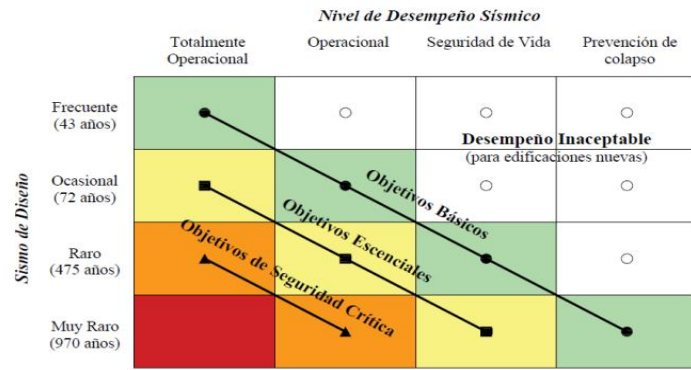 Nivel de Desempeño Sísmico
Totalmente
Operacional
Operacional
Seguridad de Vida
Prevención de
colapso
Sismo de Diseño
Frecuente
(43 años)
Ocasional
(72 años)
Raro
(475 años)
Muy Raro
(970 años)
Desempeño Inaceptable
(para edificaciones nuevas)
Objetivos Básicos
Objetivos Escenciales
Objetivos de Seguridad Crítica